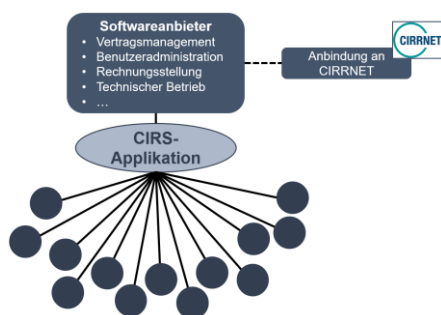 Softwareanbieter
• Vertragsmanagement
• Benutzeradministration
• Rechnungsstellung
• Technischer Betrieb
• …
Anbindung an
CIRRNET
CIRRNET
CIRS-
Applikation